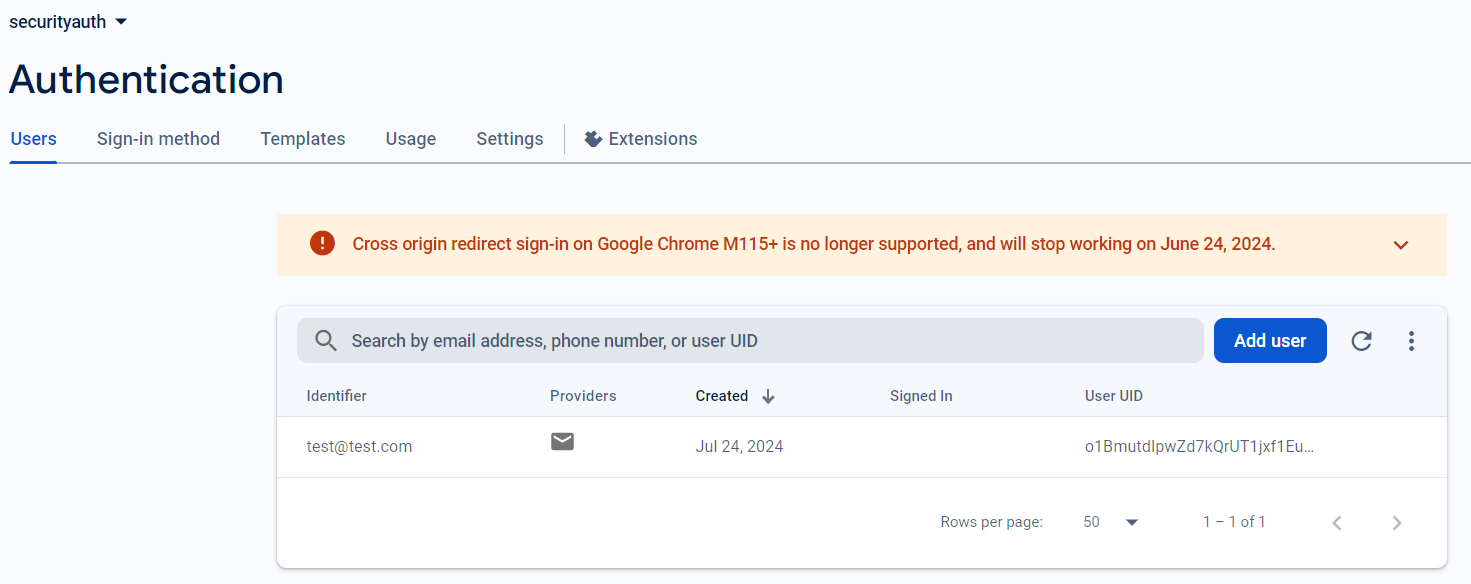 securityauth
Authentication
Users Sign-in method Templates Usage Settings Extensions
Cross origin redirect sign-in on Google Chrome M115+ is no longer supported, and will stop working on June 24, 2024.
Search by email address, phone number, or user UID Add user
Identifier Providers Created Signed In User UID
test@test.com Jul 24, 2024 o1BmutdIpwZd7kQrUT1jxf1Eu...
Rows per page: 50 1 – 1 of 1